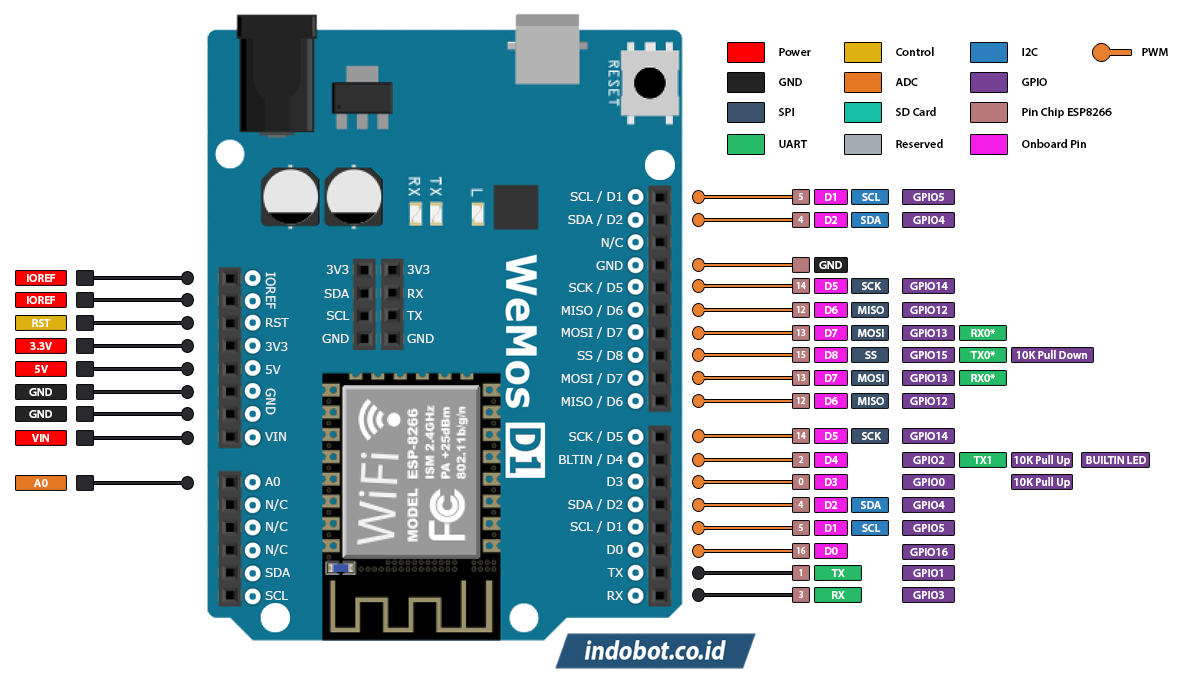 Power
Control
I2C
PWM
GND
ADC
GPIO
SPI
SD Card
Pin Chip ESP8266
UART
Reserved
Onboard Pin
RESET
RX
TX
L
IOREF
IOREF
RST
3.3V
5V
GND
GND
VIN
A0
IOREF
IOREF
RST
3V3
5V
GND
VIN
A0
N/C
N/C
N/C
SDA
SCL
3V3
SDA
SCL
GND
3V3
RX
TX
GND
WeMos D1
WiFi
MODEL ESP-8266
ISM 2.4GHz
PA +25dBm
802.11b/g/n
FC
SCL / D1
SDA / D2
N/C
GND
SCK / D5
MISO / D6
MOSI / D7
SS / D8
MOSI / D7
MISO / D6
SCK / D5
BLTIN / D4
D3
SDA / D2
SCL / D1
D0
TX
RX
5 D1 SCL GPIO5
4 D2 SDA GPIO4
GND
14 D5 SCK GPIO14
12 D6 MISO GPIO12
13 D7 MOSI GPIO13 RX0*
15 D8 SS GPIO15 TX0* 10K Pull Down
13 D7 MOSI GPIO13 RX0*
12 D6 MISO GPIO12
14 D5 SCK GPIO14
2 D4 GPIO2 TX1 10K Pull Up BUILTIN LED
0 D3 GPIO0 10K Pull Up
4 D2 SDA GPIO4
5 D1 SCL GPIO5
16 D0 GPIO16
1 TX GPIO1
3 RX GPIO3
indobot.co.id